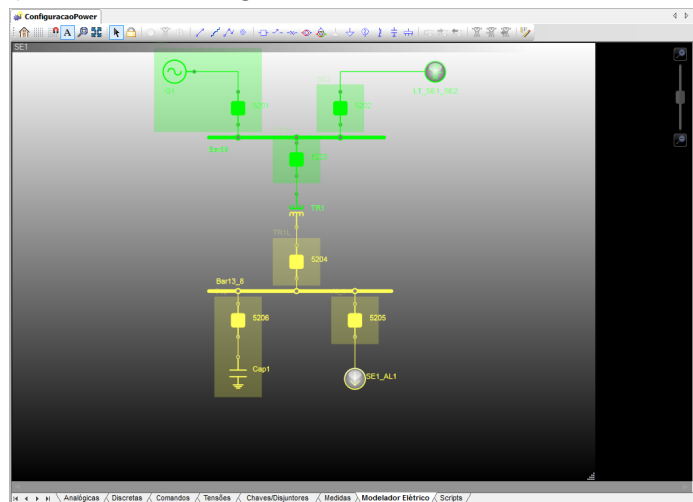 ConfiguracaoPower
SE1
5201
5202
LT_SE1_SE2
TR1
TR1L
5204
Bar13_8
5206
5205
Cap1
SE1_AL1
Analógicas
Discretas
Comandos
Tensões
Chaves/Disjuntores
Medidas
Modelador Elétrico
Scripts